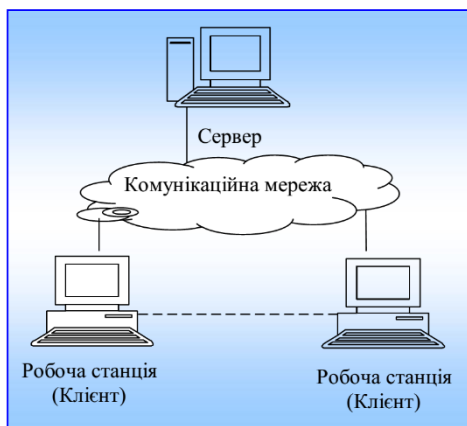 Сервер
Комунікаційна мережа
Робоча станція
(Клієнт)
Робоча станція
(Клієнт)